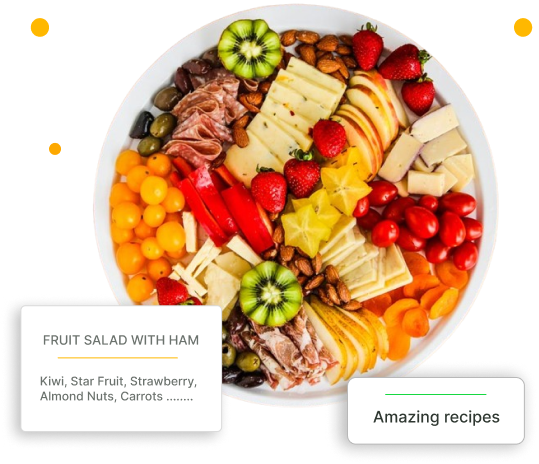 FRUIT SALAD WITH HAM
Kiwi, Star Fruit, Strawberry,
Almond Nuts, Carrots ........
Amazing recipes